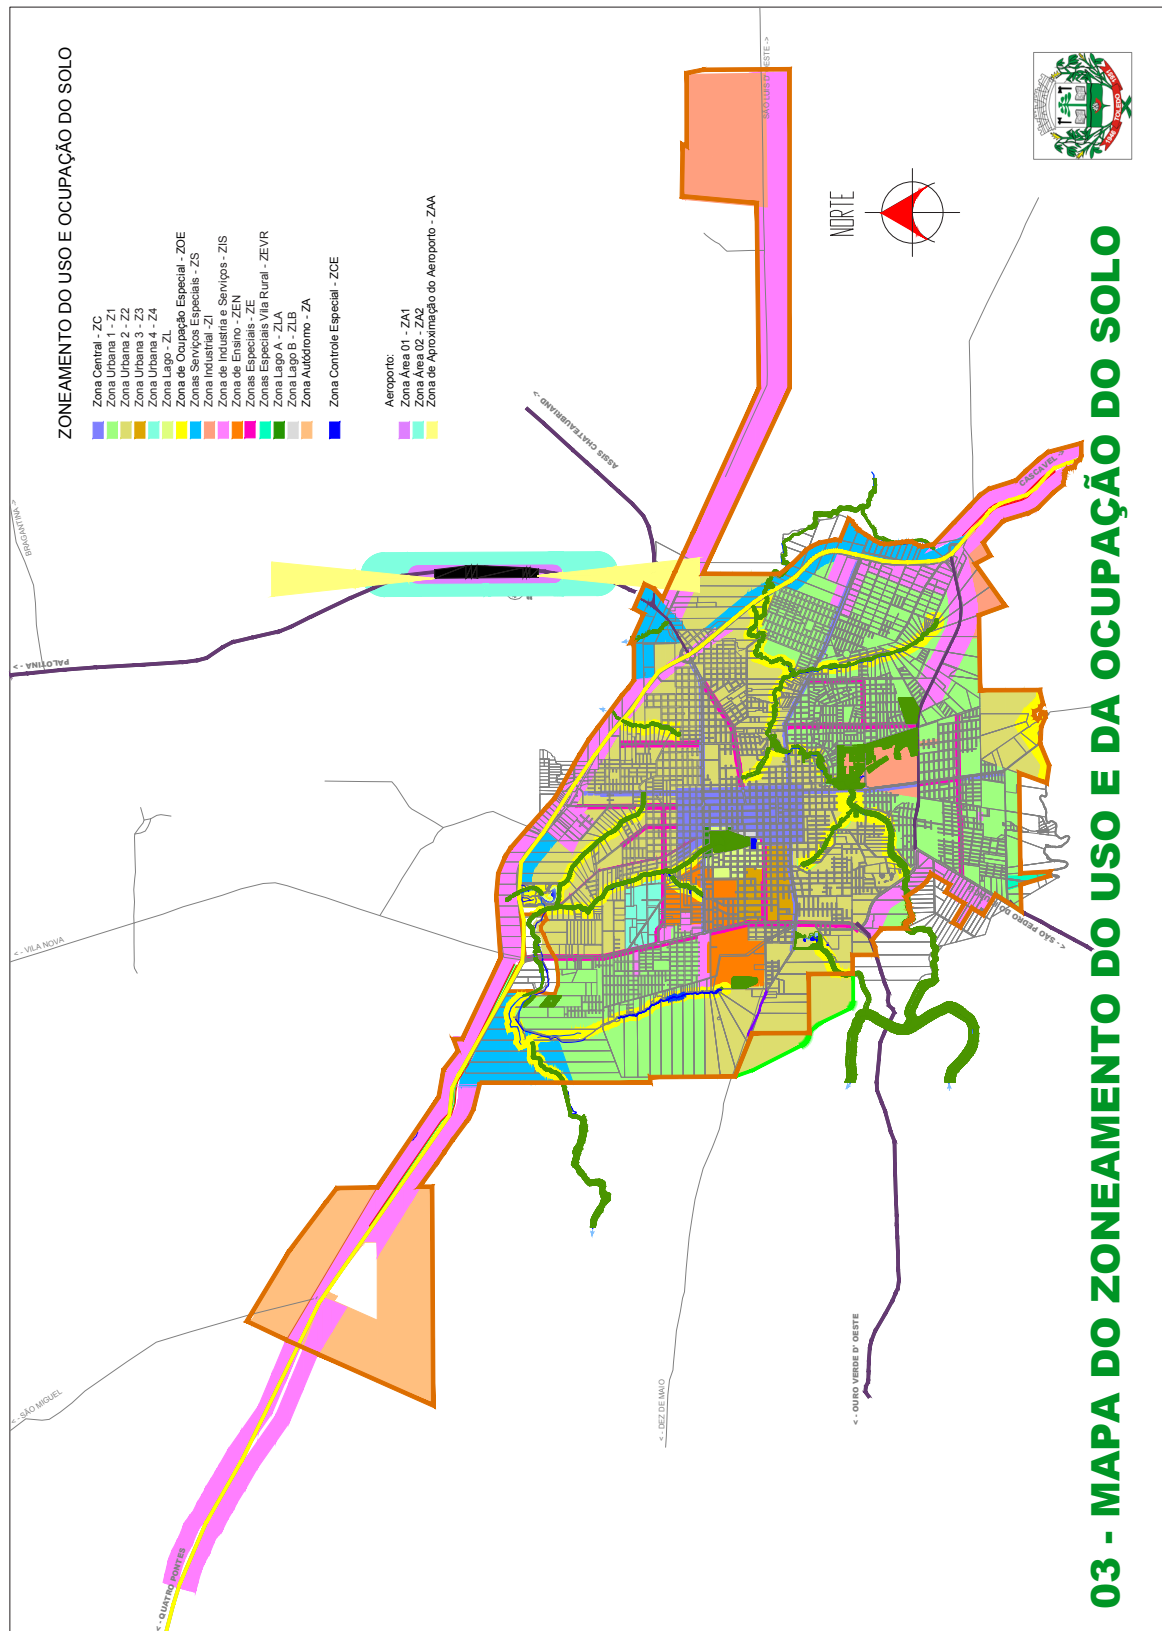 ZONEAMENTO DO USO E OCUPAÇÃO DO SOLO
Zona Central - ZC
Zona Urbana 1 - Z1
Zona Urbana 2 - Z2
Zona Urbana 3 - Z3
Zona Urbana 4 - Z4
Zona Lago - ZL
Zona de Ocupação Especial - ZOE
Zonas Serviços Especiais - ZS
Zona Industrial -ZI
Zona de Industria e Serviços - ZIS
Zona de Ensino - ZEN
Zonas Especiais - ZE
Zonas Especiais Vila Rural - ZEVR
Zona Lago A - ZLA
Zona Lago B - ZLB
Zona Autódromo - ZA
Zona Controle Especial - ZCE
Aeroporto:
Zona Área 01 - ZA1
Zona Área 02 - ZA2
Zona de Aproximação do Aeroporto - ZAA
BRAGANTINA ->
PALOTINA - >
< - VILA NOVA
< - SÃO MIGUEL
< - QUATRO PONTES
ASSIS CHATEAUBRIAND ->
SÃO LUIS D' OESTE ->
NORTE
1946 TOLEDO 1951
CASCAVEL ->
SÃO PEDRO DO
< - DEZ DE MAIO
< - OURO VERDE D' OESTE
03 - MAPA DO ZONEAMENTO DO USO E DA OCUPAÇÃO DO SOLO